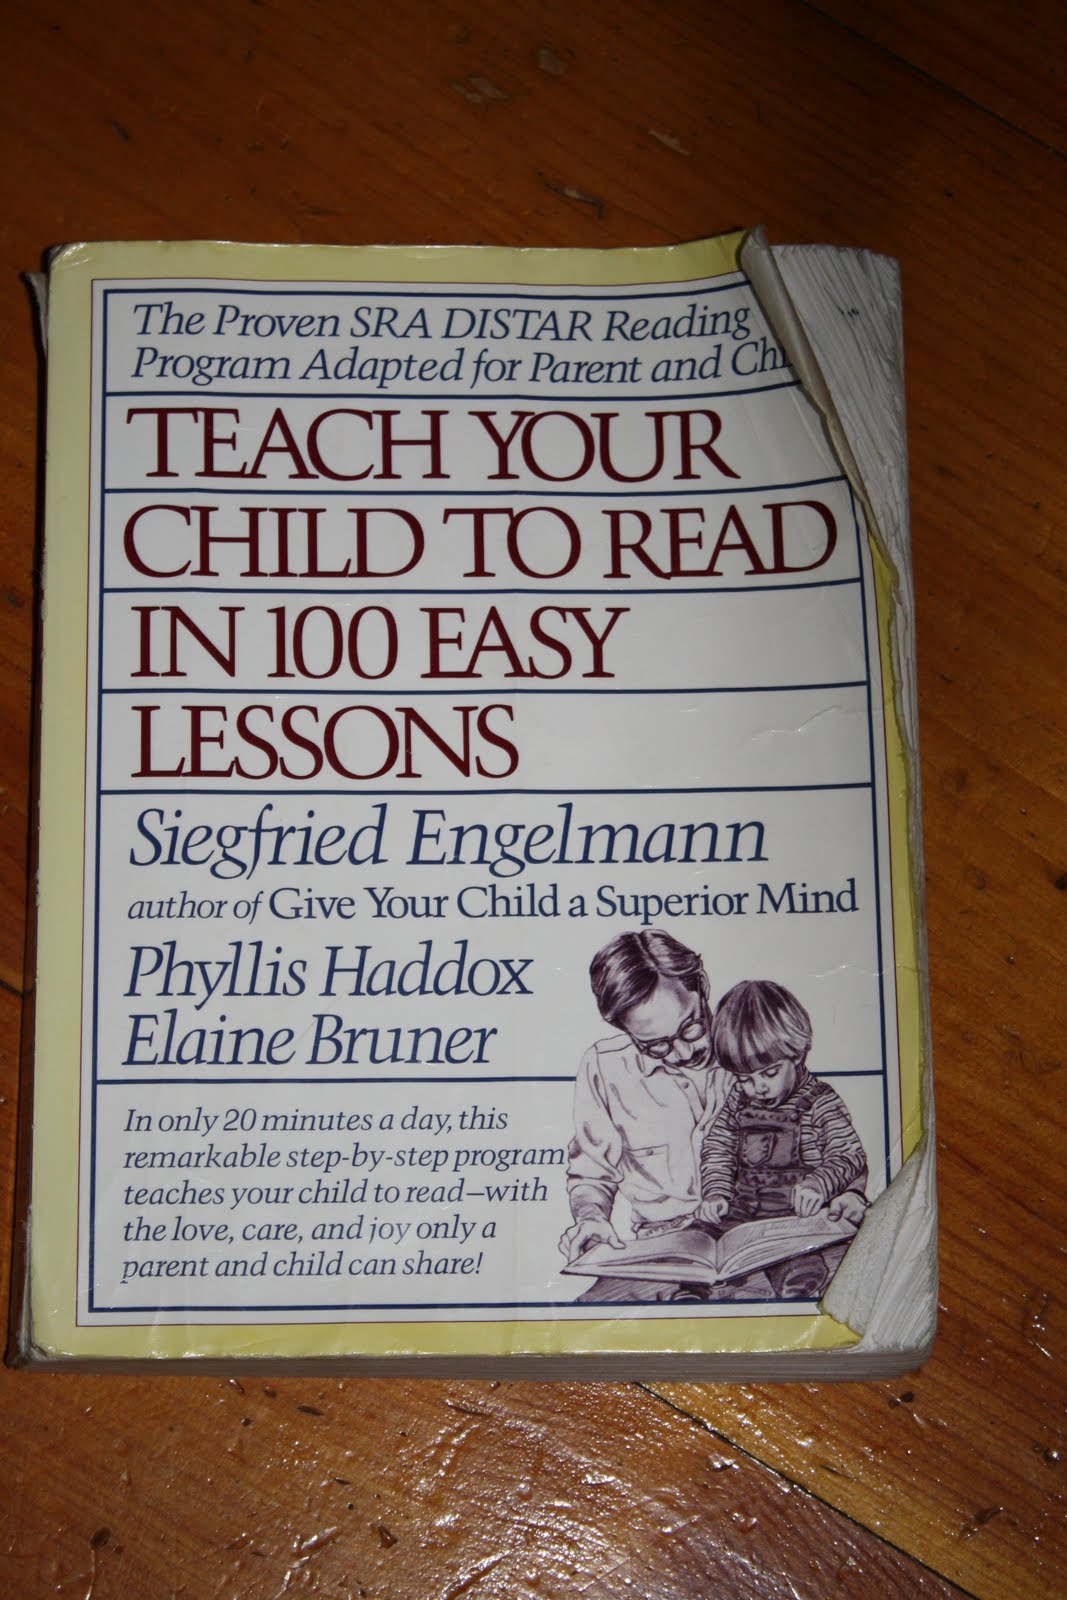 The Proven SRA DISTAR Reading
Program Adapted for Parent and Chi
TEACH YOUR
CHILD TO READ
IN 100 EASY
LESSONS
Siegfried Engelmann
author of Give Your Child a Superior Mind
Phyllis Haddox
Elaine Bruner
In only 20 minutes a day, this
remarkable step-by-step program
teaches your child to read—with
the love, care, and joy only a
parent and child can share!